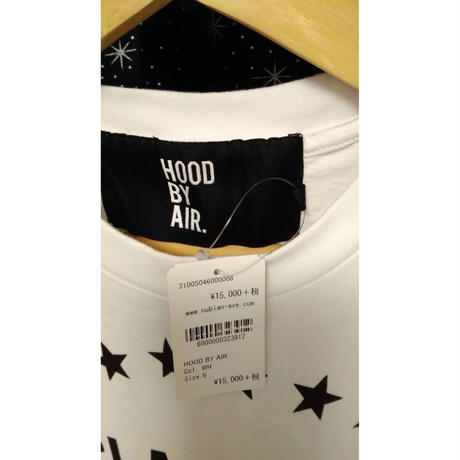 HOOD
BY
AIR.
31005046000008
¥15,000+税
www.nubian-ave.com
6000000323912
HOOD BY AIR
Col. WH
Size.S
¥15,000+税